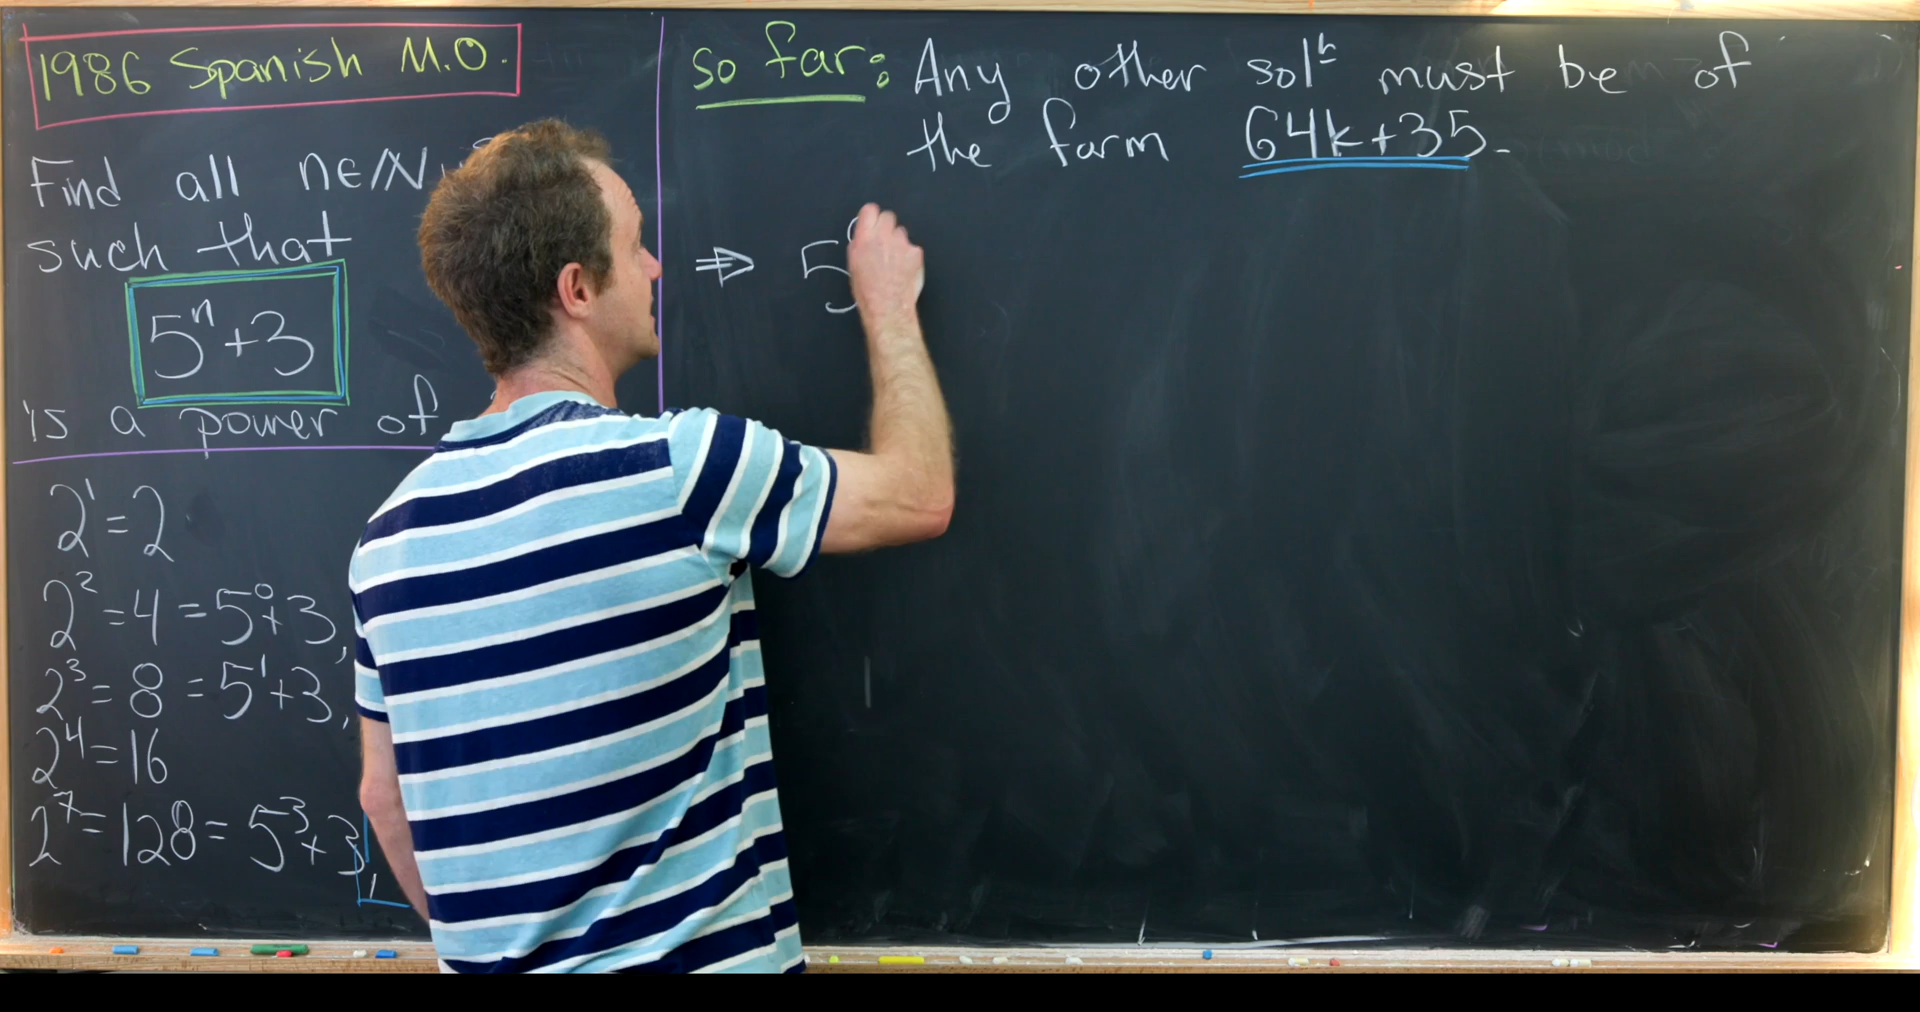 1986 Spanish M.O.
Find all n∈ℕ
such that
5ⁿ+3
is a power of
2¹=2
2²=4=5⁰+3,
2³=8=5¹+3,
2⁴=16
2⁷=128=5³+3
so far: Any other solⁿ must be of
the form 64k+35.
⇒ 5